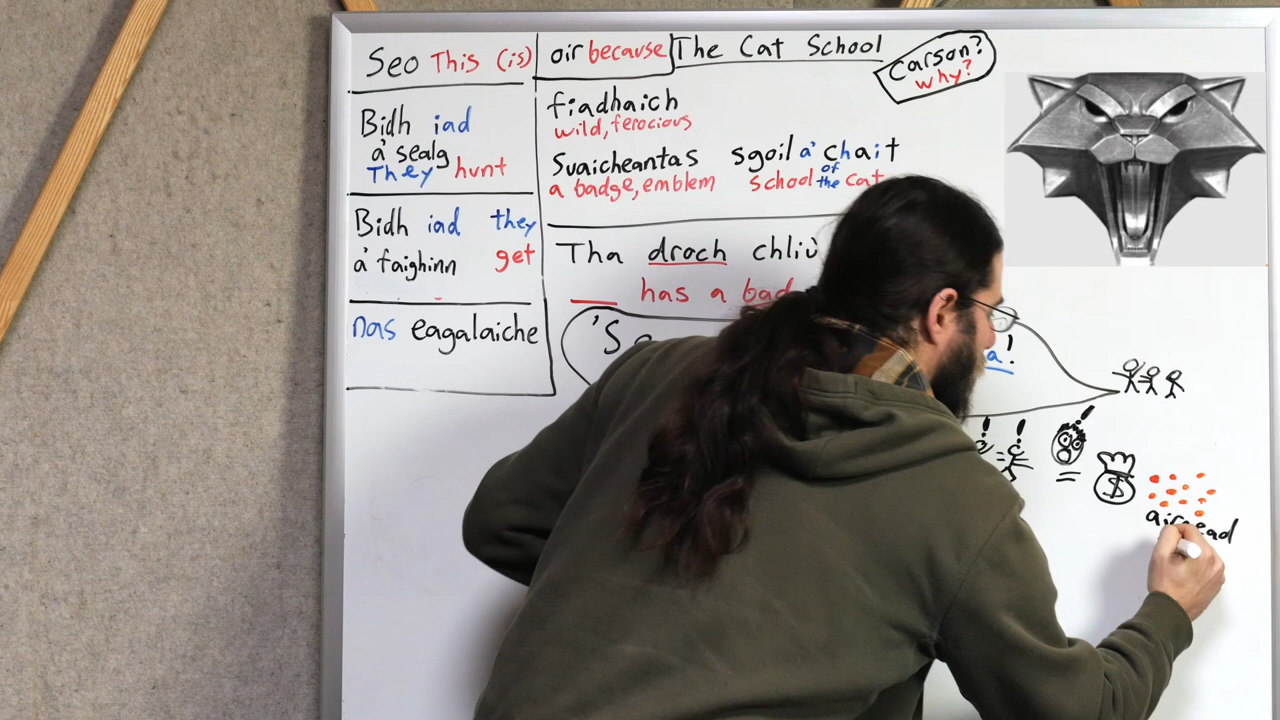 Seo This (is)
oir because
The Cat School
Carson?
why?
Bidh iad
a' sealg
They hunt
fiadhaich
wild, ferocious
Suaicheantas sgoil a' chait
a badge, emblem school of the cat
Bidh iad they
a' faighinn get
Tha droch chliù
has a bad
nas eagalaiche
'S
a!
$
airgead